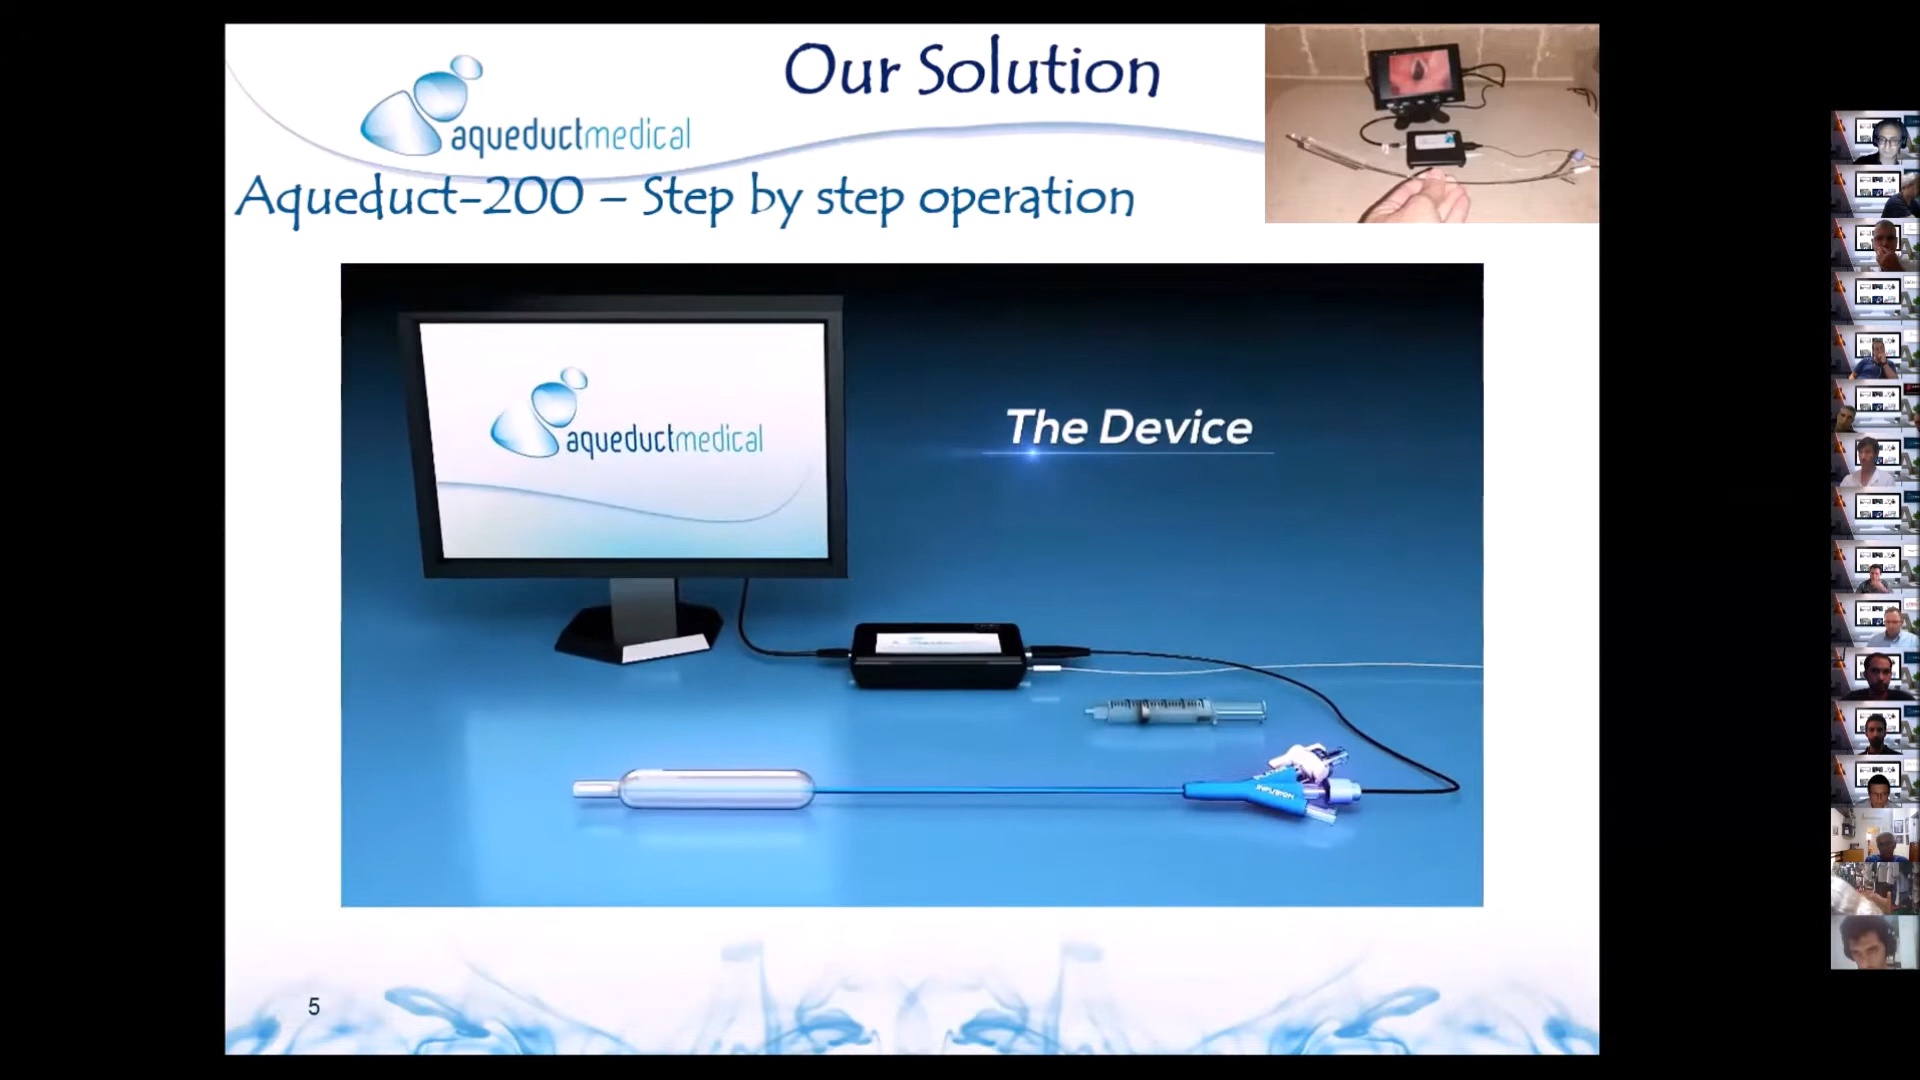 Our Solution
aqueductmedical
Aqueduct-200 – Step by step operation
aqueductmedical
The Device
INFUSION
5